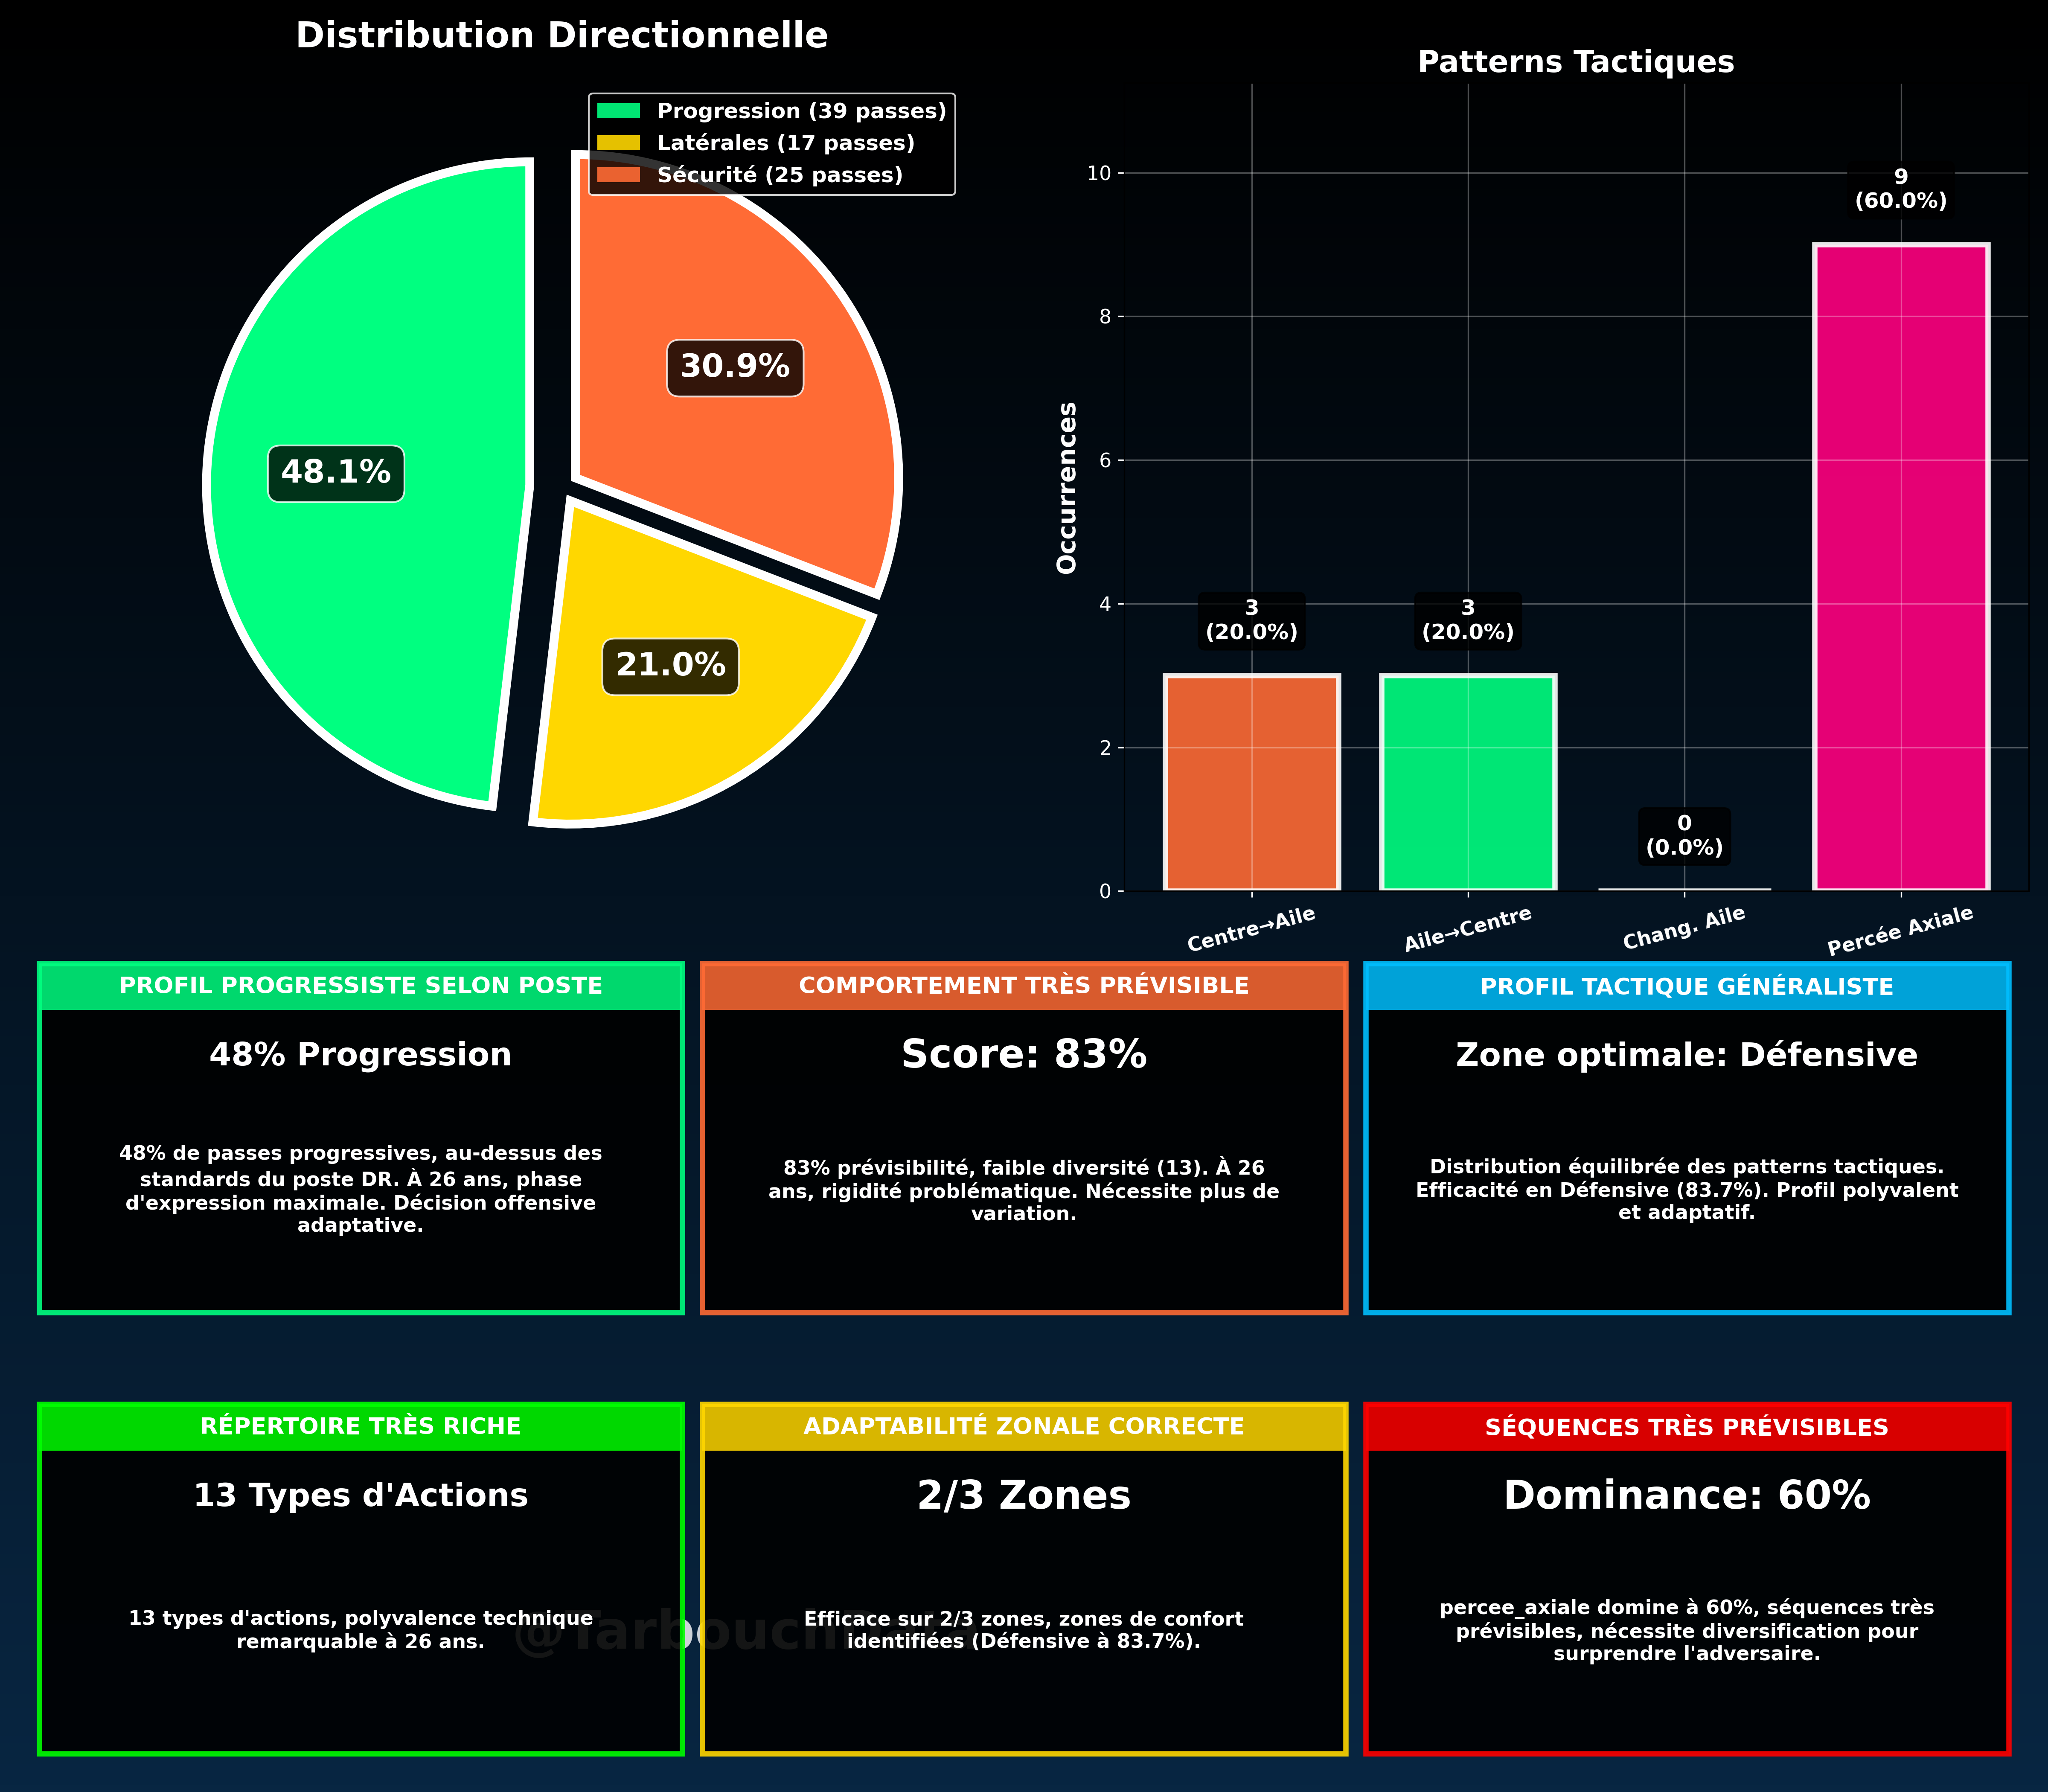 Distribution Directionnelle
Progression (39 passes)
Latérales (17 passes)
Sécurité (25 passes)
30.9%
48.1%
21.0%
Patterns Tactiques
Occurrences
10
8
6
4
2
0
3
(20.0%)
3
(20.0%)
0
(0.0%)
9
(60.0%)
Centre→Aile
Aile→Centre
Chang. Aile
Percée Axiale
PROFIL PROGRESSISTE SELON POSTE
48% Progression
48% de passes progressives, au-dessus des
standards du poste DR. À 26 ans, phase
d'expression maximale. Décision offensive
adaptative.
COMPORTEMENT TRÈS PRÉVISIBLE
Score: 83%
83% prévisibilité, faible diversité (13). À 26
ans, rigidité problématique. Nécessite plus de
variation.
PROFIL TACTIQUE GÉNÉRALISTE
Zone optimale: Défensive
Distribution équilibrée des patterns tactiques.
Efficacité en Défensive (83.7%). Profil polyvalent
et adaptatif.
RÉPERTOIRE TRÈS RICHE
13 Types d'Actions
13 types d'actions, polyvalence technique
remarquable à 26 ans.
ADAPTABILITÉ ZONALE CORRECTE
2/3 Zones
Efficace sur 2/3 zones, zones de confort
identifiées (Défensive à 83.7%).
SÉQUENCES TRÈS PRÉVISIBLES
Dominance: 60%
percee_axiale domine à 60%, séquences très
prévisibles, nécessite diversification pour
surprendre l'adversaire.